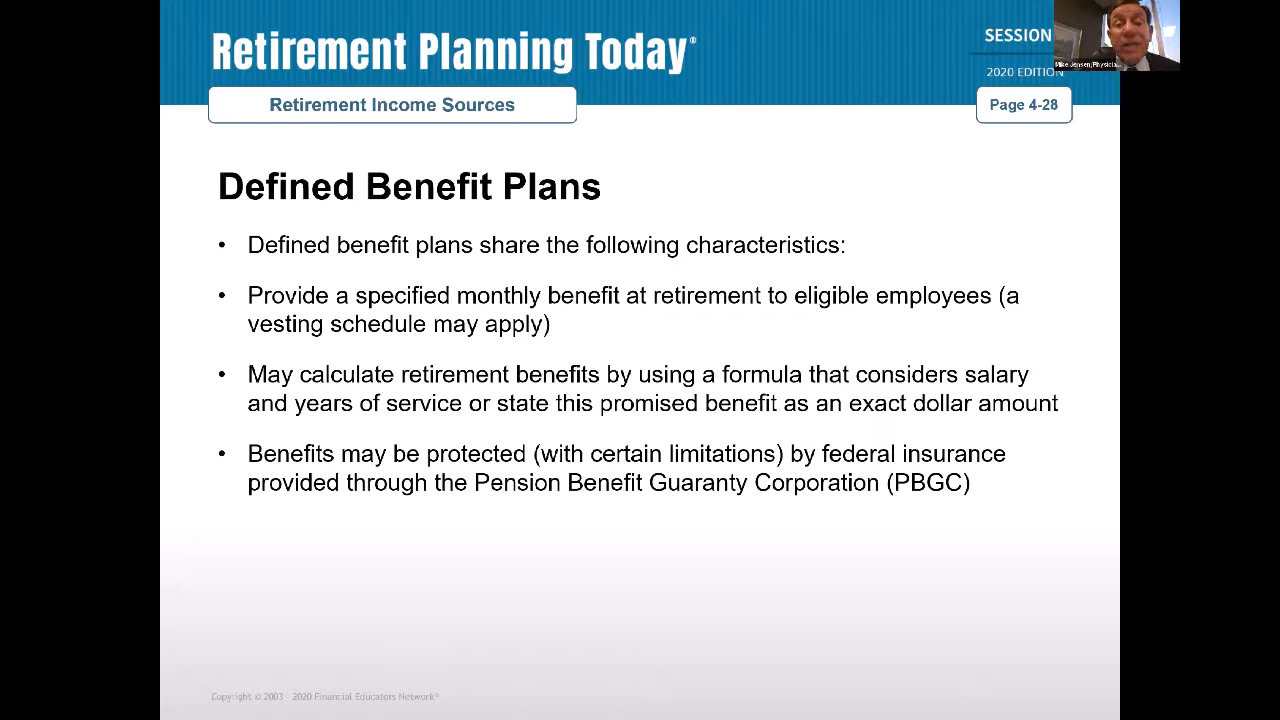 Retirement Planning Today®
SESSION
Mike Jensen,Physicia...
2020 EDITION
Retirement Income Sources
Page 4-28
Defined Benefit Plans
• Defined benefit plans share the following characteristics:
• Provide a specified monthly benefit at retirement to eligible employees (a
vesting schedule may apply)
• May calculate retirement benefits by using a formula that considers salary
and years of service or state this promised benefit as an exact dollar amount
• Benefits may be protected (with certain limitations) by federal insurance
provided through the Pension Benefit Guaranty Corporation (PBGC)
Copyright © 2003 - 2020 Financial Educators Network®